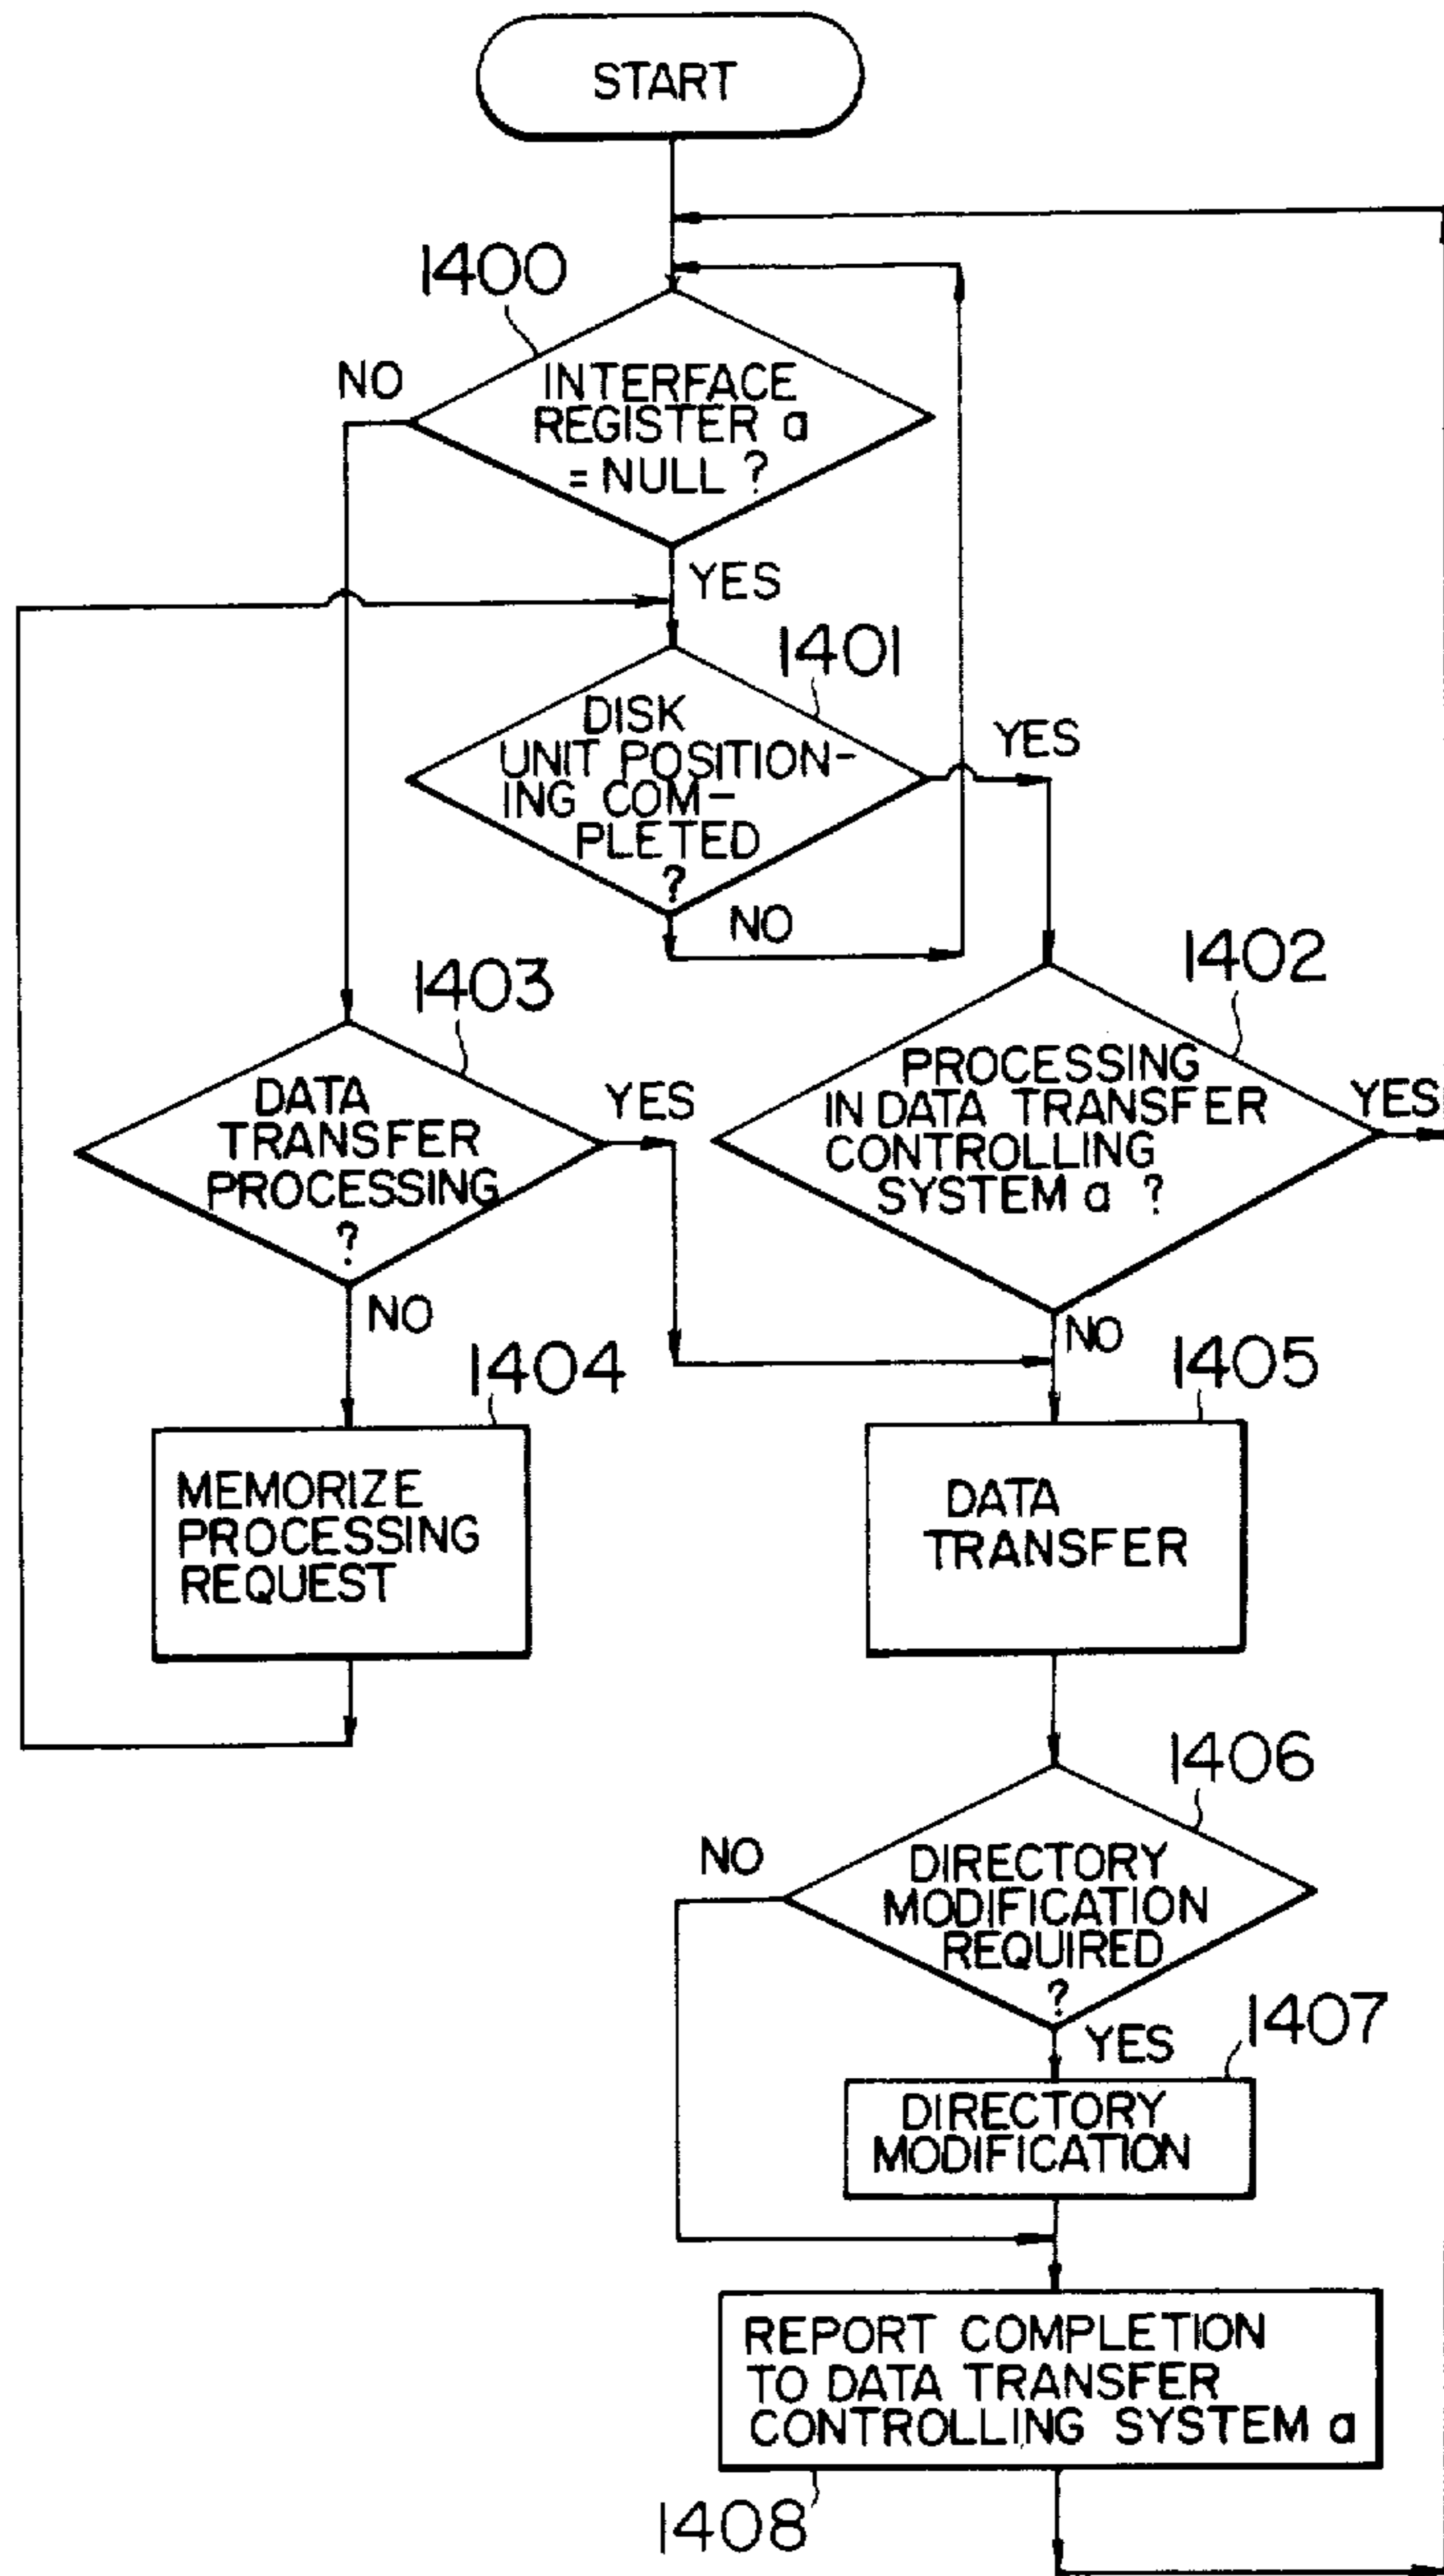 START
1400
NO
INTERFACE
REGISTER a
= NULL ?
YES
1401
DISK
UNIT POSITION-
ING COM-
PLETED
?
YES
NO
1402
PROCESSING
IN DATA TRANSFER
CONTROLLING
SYSTEM a ?
YES
NO
1403
DATA
TRANSFER
PROCESSING
?
YES
NO
1404
MEMORIZE
PROCESSING
REQUEST
1405
DATA
TRANSFER
1406
NO
DIRECTORY
MODIFICATION
REQUIRED
?
YES
1407
DIRECTORY
MODIFICATION
REPORT COMPLETION
TO DATA TRANSFER
CONTROLLING SYSTEM a
1408